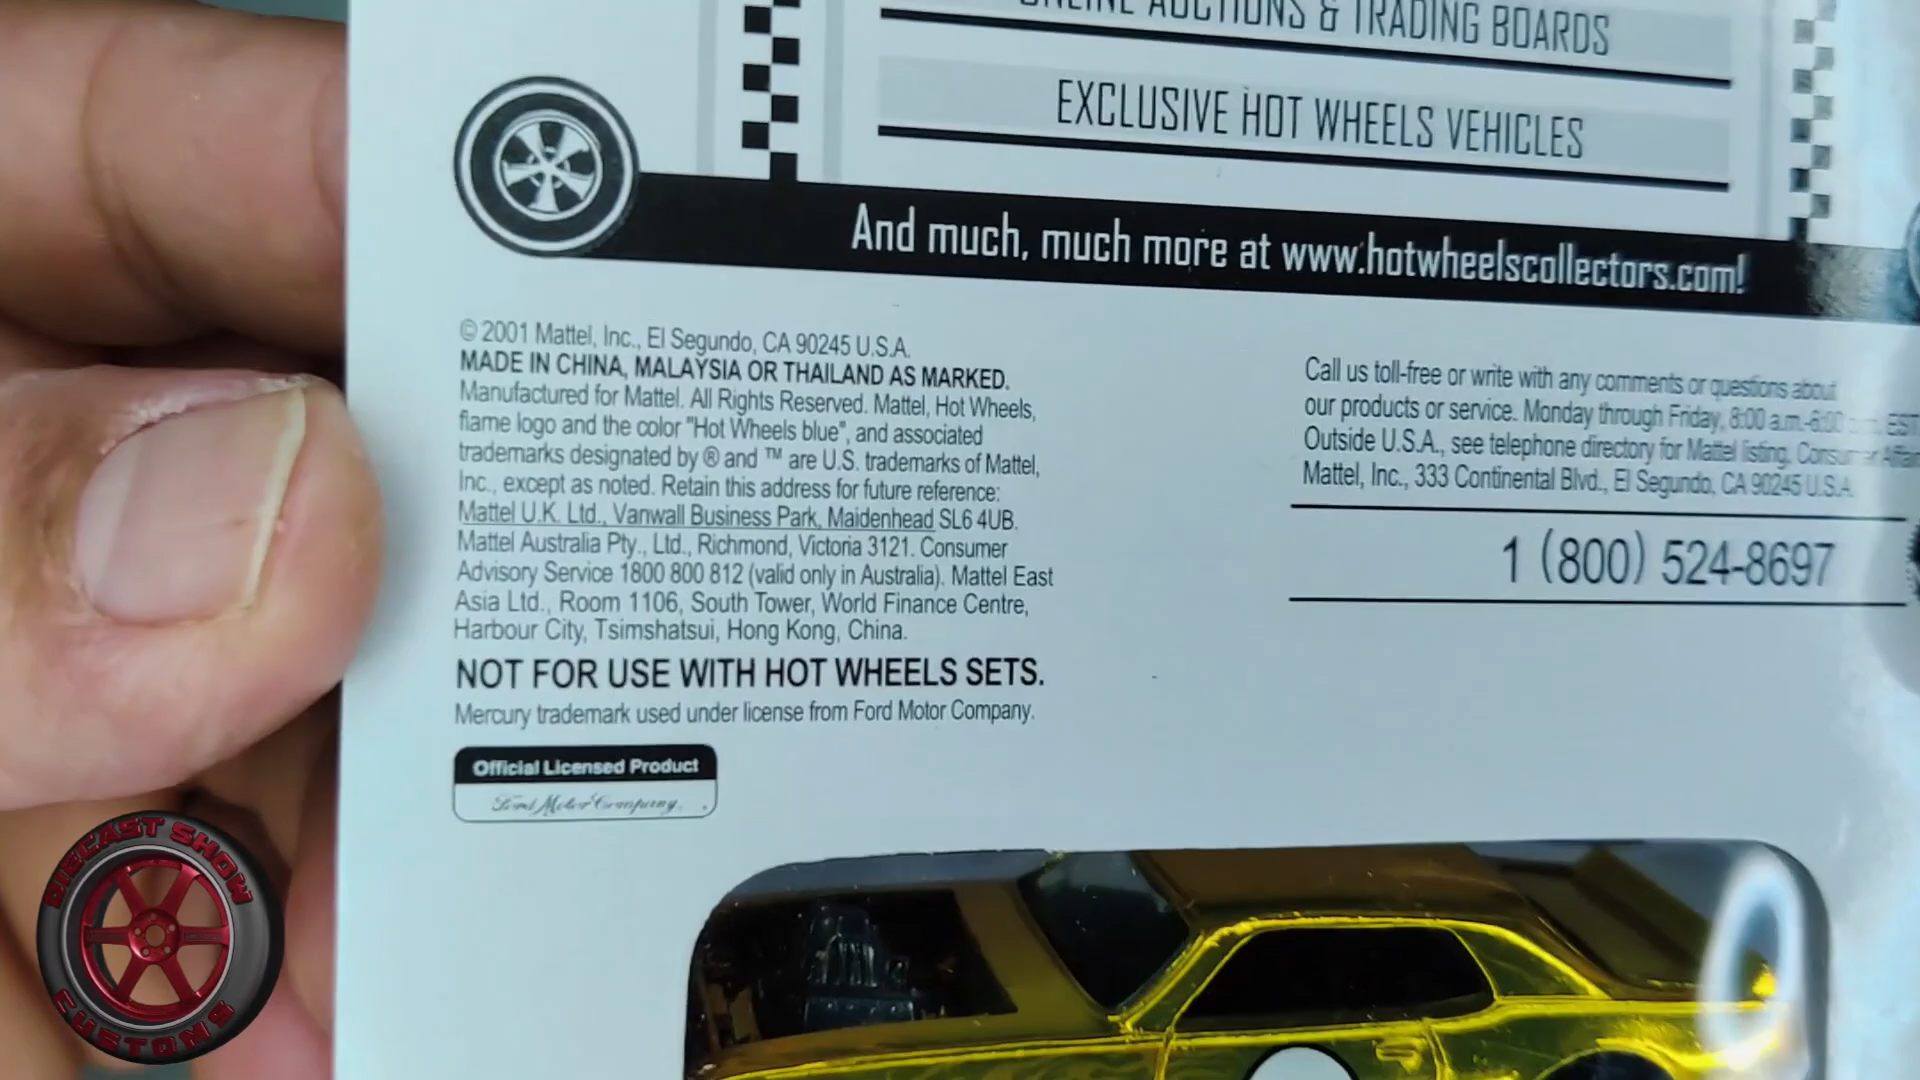 ONLINE AUCTIONS & TRADING BOARDS
EXCLUSIVE HOT WHEELS VEHICLES
And much, much more at www.hotwheelscollectors.com!
© 2001 Mattel, Inc., El Segundo, CA 90245 U.S.A.
MADE IN CHINA, MALAYSIA OR THAILAND AS MARKED.
Manufactured for Mattel. All Rights Reserved. Mattel, Hot Wheels,
flame logo and the color "Hot Wheels blue", and associated
trademarks designated by ® and ™ are U.S. trademarks of Mattel,
Inc., except as noted. Retain this address for future reference:
Mattel U.K. Ltd., Vanwall Business Park, Maidenhead SL6 4UB.
Mattel Australia Pty., Ltd., Richmond, Victoria 3121. Consumer
Advisory Service 1800 800 812 (valid only in Australia). Mattel East
Asia Ltd., Room 1106, South Tower, World Finance Centre,
Harbour City, Tsimshatsui, Hong Kong, China.
NOT FOR USE WITH HOT WHEELS SETS.
Mercury trademark used under license from Ford Motor Company.
Official Licensed Product
Ford Motor Company
Call us toll-free or write with any comments or questions about
our products or service. Monday through Friday, 8:00 a.m.-6:00 EST
Outside U.S.A., see telephone directory for Mattel listing. Consumer
Mattel, Inc., 333 Continental Blvd., El Segundo, CA 90245 U.S.A.
1 (800) 524-8697
DIECAST SHOW
CUSTOMS